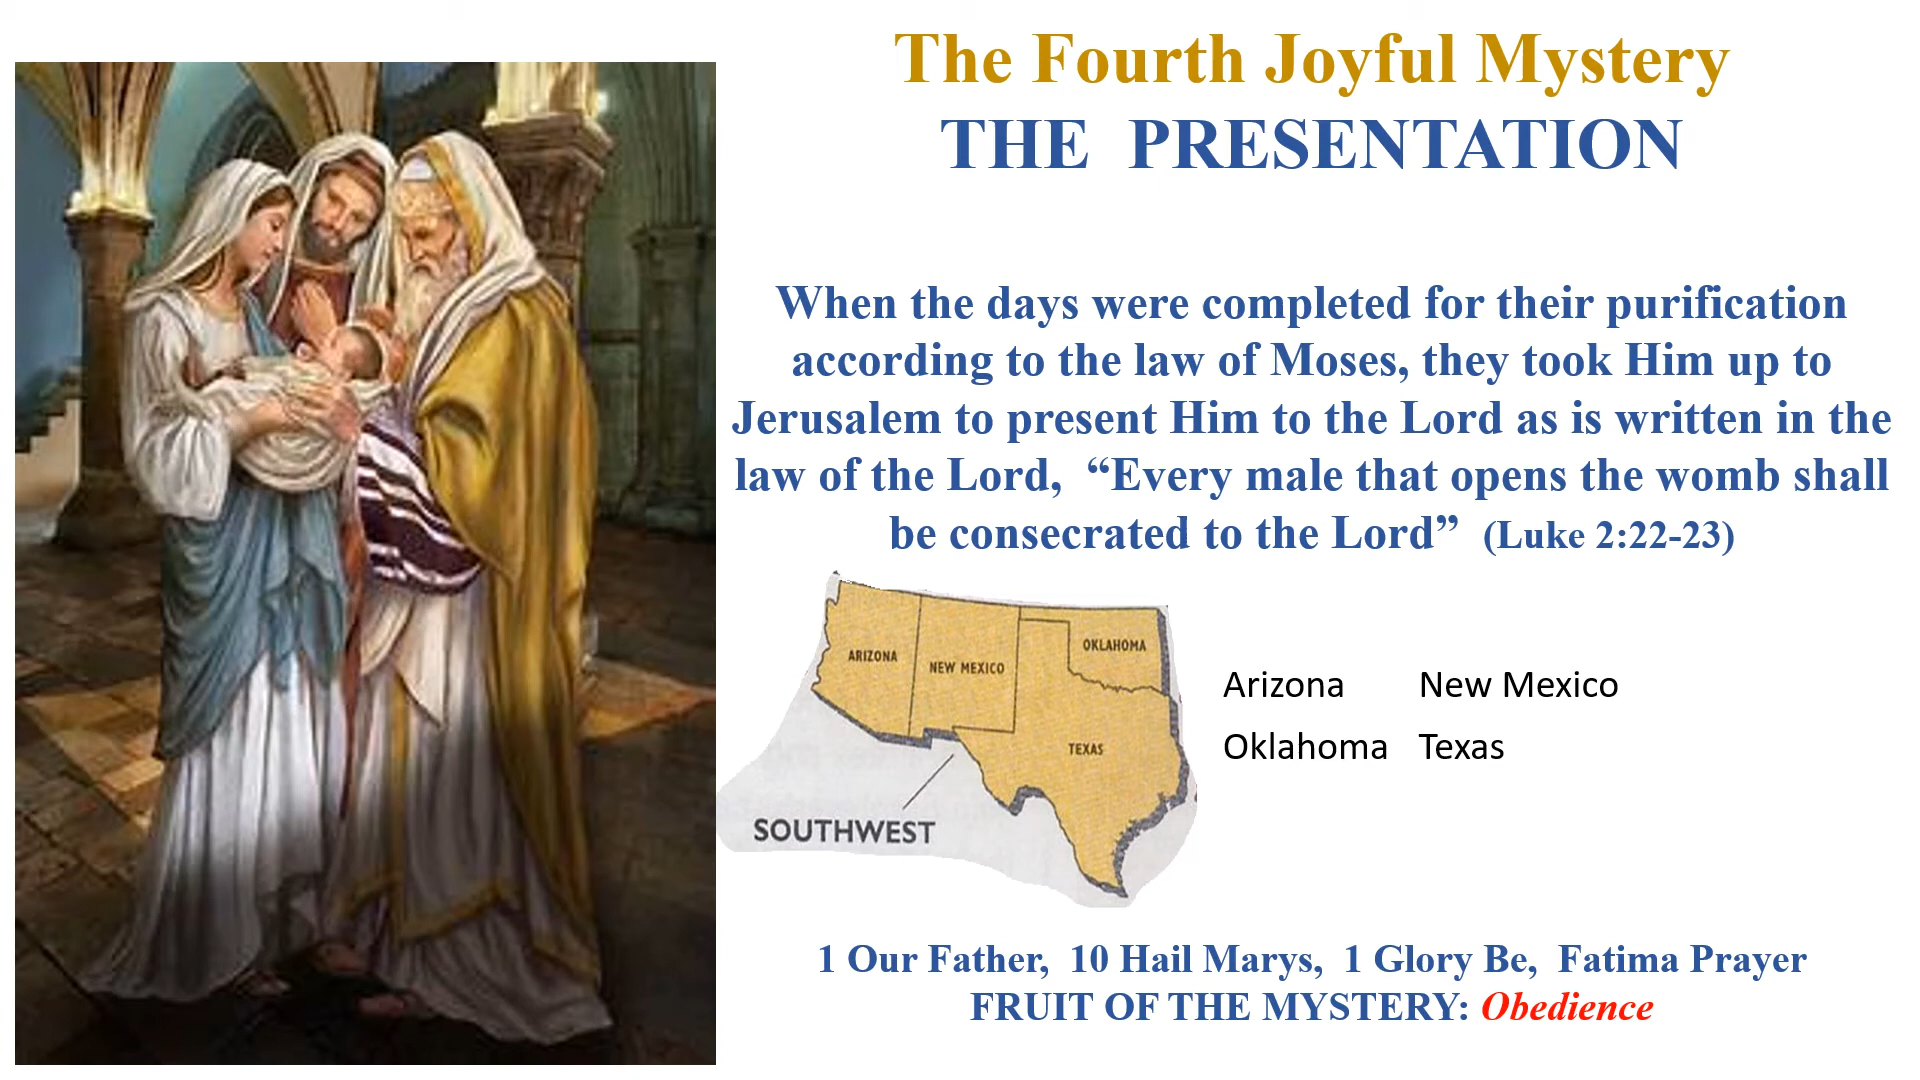 The Fourth Joyful Mystery
THE PRESENTATION
When the days were completed for their purification
according to the law of Moses, they took Him up to
Jerusalem to present Him to the Lord as is written in the
law of the Lord, “Every male that opens the womb shall
be consecrated to the Lord” (Luke 2:22-23)
ARIZONA
NEW MEXICO
OKLAHOMA
TEXAS
SOUTHWEST
Arizona New Mexico
Oklahoma Texas
1 Our Father, 10 Hail Marys, 1 Glory Be, Fatima Prayer
FRUIT OF THE MYSTERY: Obedience